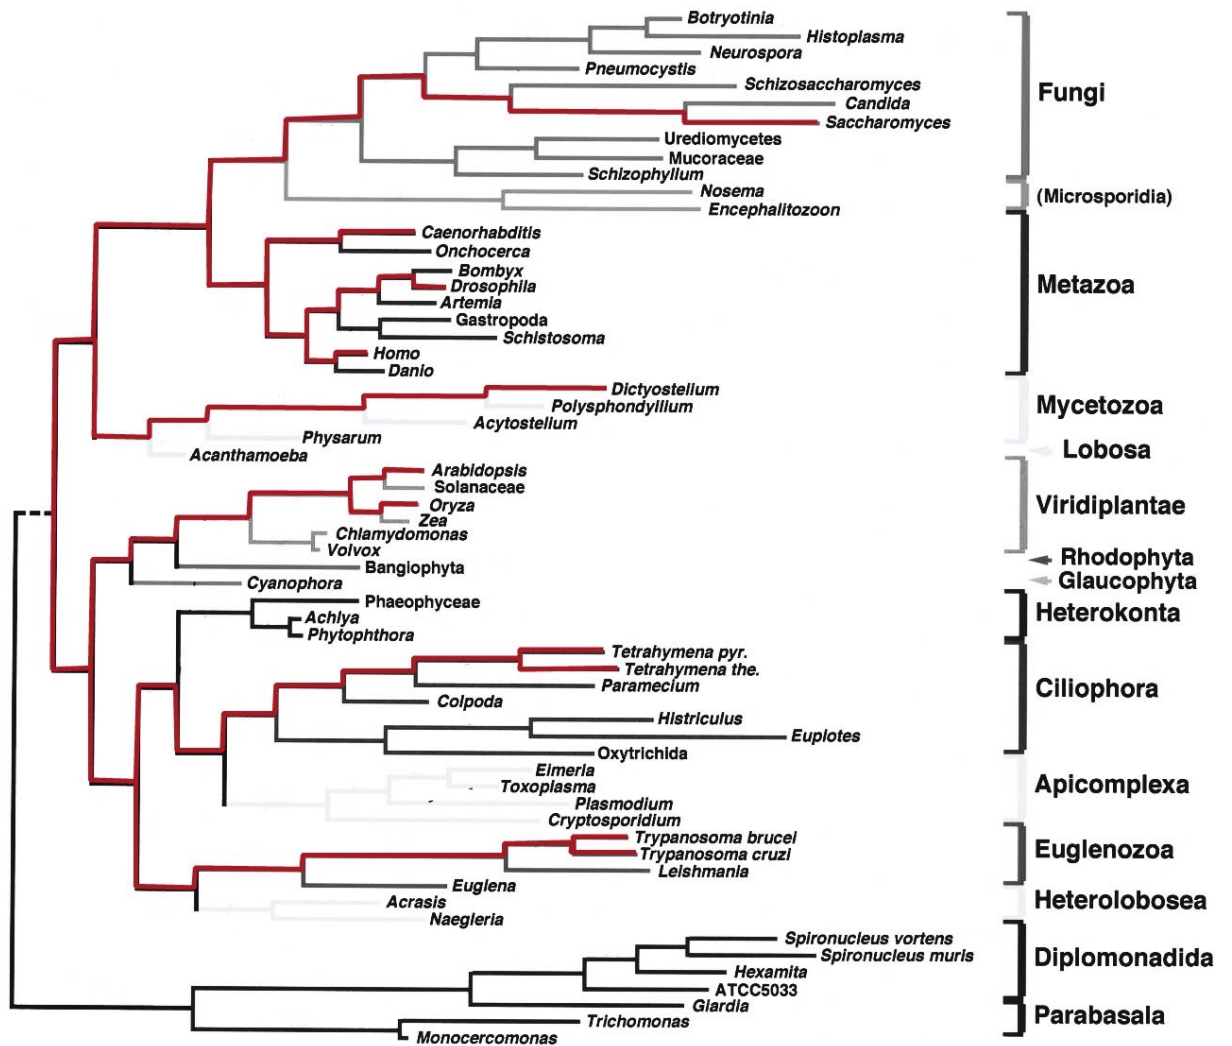 Botryotinia
Histoplasma
Neurospora
Pneumocystis
Schizosaccharomyces
Candida
Saccharomyces
Fungi
Urediomycetes
Mucoraceae
Schizophyllum
Nosema
Encephalitozoon
(Microsporidia)
Caenorhabditis
Onchocerca
Bombyx
Drosophila
Artemia
Gastropoda
Schistosoma
Homo
Danio
Metazoa
Dictyostelium
Polysphondylium
Acytostelium
Physarum
Mycetozoa
Acanthamoeba
Lobosa
Arabidopsis
Solanaceae
Oryza
Zea
Chlamydomonas
Volvox
Viridiplantae
Bangiophyta
Rhodophyta
Cyanophora
Glaucophyta
Phaeophyceae
Achlya
Phytophthora
Heterokonta
Tetrahymena pyr.
Tetrahymena the.
Paramecium
Colpoda
Histriculus
Euplotes
Oxytrichida
Ciliophora
Eimeria
Toxoplasma
Plasmodium
Cryptosporidium
Apicomplexa
Trypanosoma brucei
Trypanosoma cruzi
Leishmania
Euglena
Euglenozoa
Acrasis
Naegleria
Heterolobosea
Spironucleus vortens
Spironucleus muris
Hexamita
ATCC5033
Giardia
Diplomonadida
Trichomonas
Monocercomonas
Parabasala